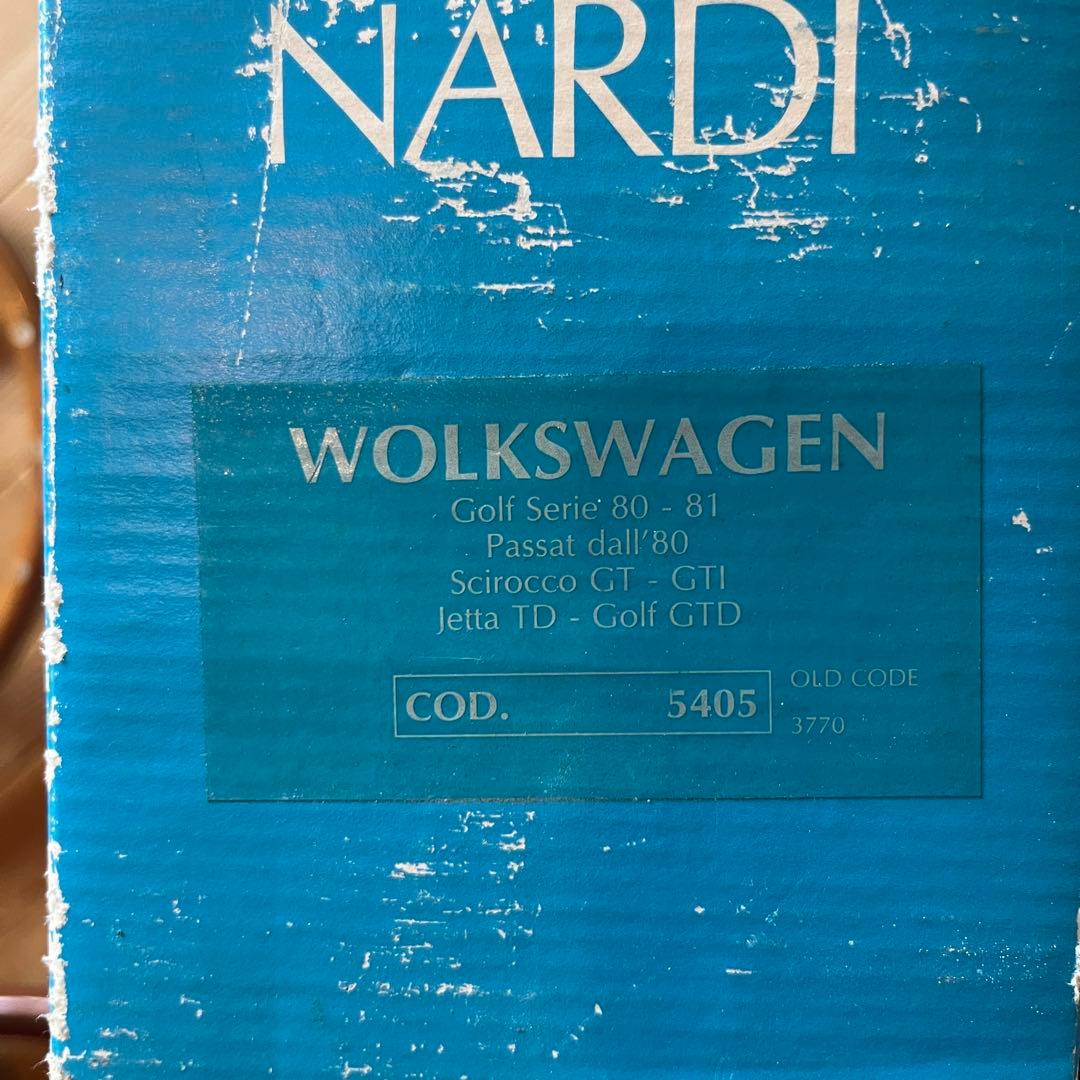 NARDI
WOLKSWAGEN
Golf Serie 80 - 81
Passat dall'80
Scirocco GT - GTI
Jetta TD - Golf GTD
COD. 5405
OLD CODE
3770